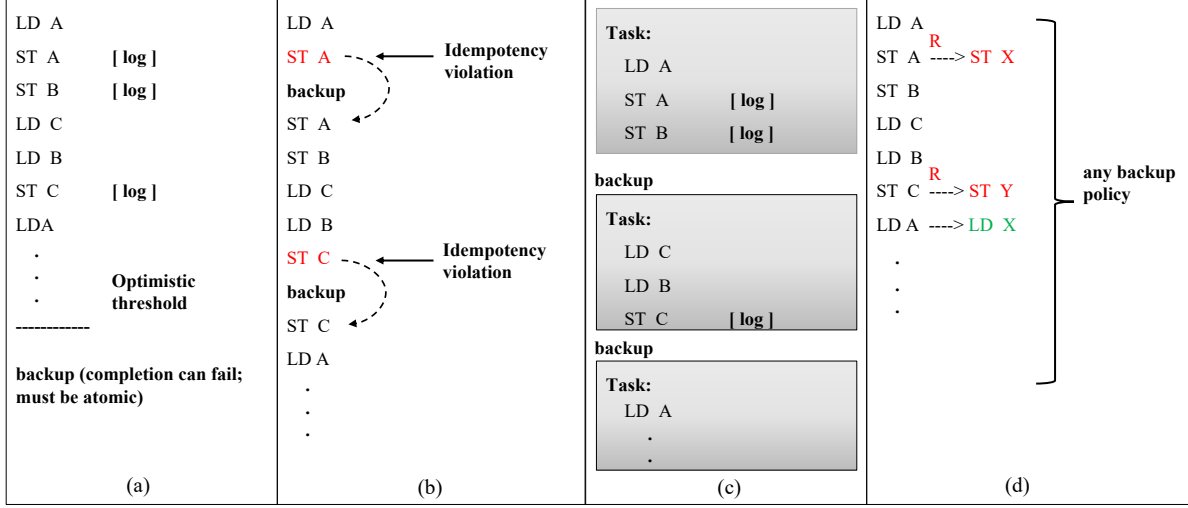 LD A
ST A [ log ]
ST B [ log ]
LD C
LD B
ST C [ log ]
LDA
.
.
.
Optimistic
threshold
------------
backup (completion can fail;
must be atomic)
(a)
LD A
ST A
Idempotency
violation
backup
ST A
ST B
LD C
LD B
ST C
Idempotency
violation
backup
ST C
LD A
.
.
.
(b)
Task:
LD A
ST A [ log ]
ST B [ log ]
backup
Task:
LD C
LD B
ST C [ log ]
backup
Task:
LD A
.
.
(c)
LD A
R
ST A ----> ST X
ST B
LD C
LD B
R
ST C ----> ST Y
LD A ----> LD X
.
.
.
any backup
policy
(d)